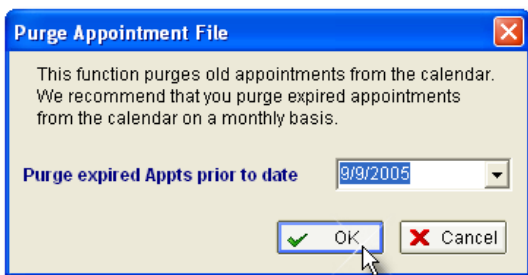 Purge Appointment File
This function purges old appointments from the calendar.
We recommend that you purge expired appointments
from the calendar on a monthly basis.
Purge expired Appts prior to date 9/9/2005
OK Cancel